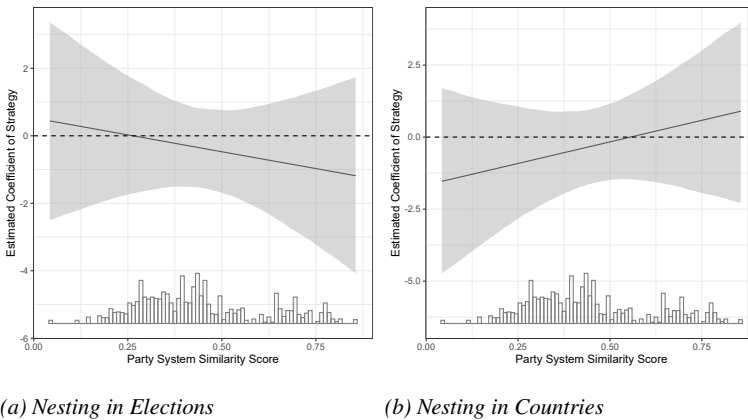 2
0
-2
-4
-6
Estimated Coefficient of Strategy
0.00
0.25
0.50
0.75
Party System Similarity Score
2.5
0.0
-2.5
-5.0
Estimated Coefficient of Strategy
0.00
0.25
0.50
0.75
Party System Similarity Score
(a) Nesting in Elections
(b) Nesting in Countries